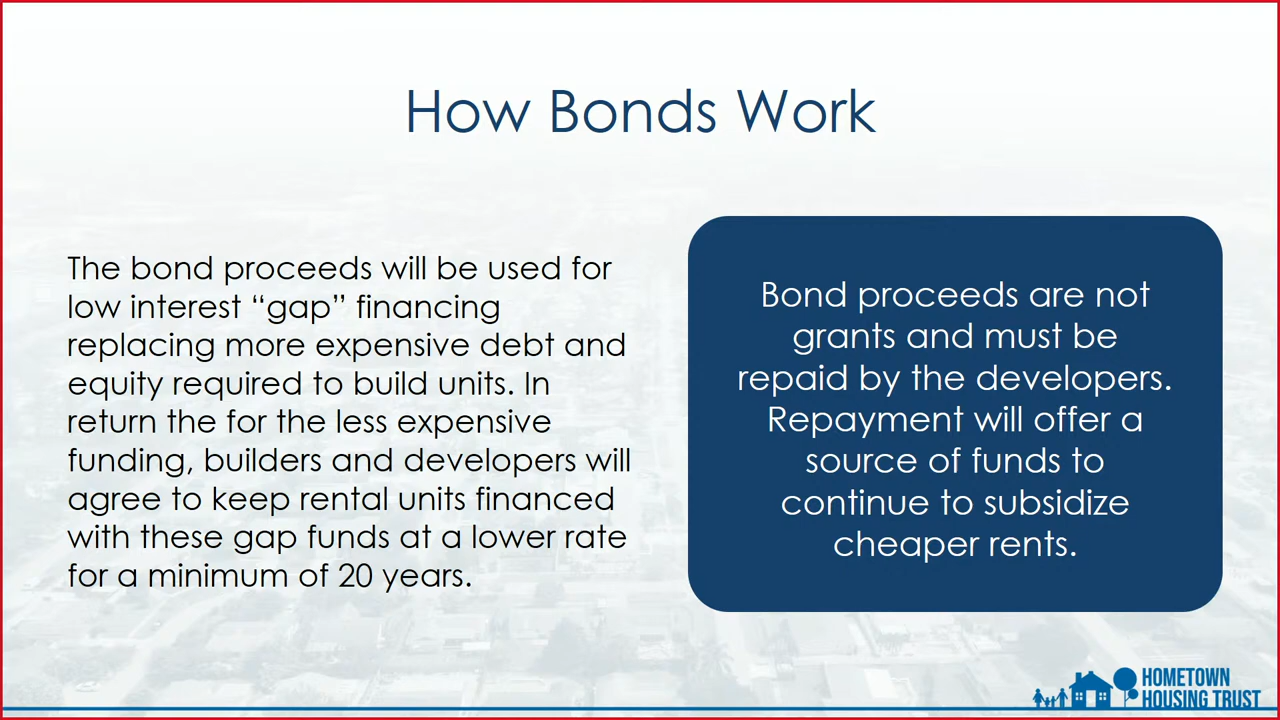 How Bonds Work
The bond proceeds will be used for
low interest “gap” financing
replacing more expensive debt and
equity required to build units. In
return the for the less expensive
funding, builders and developers will
agree to keep rental units financed
with these gap funds at a lower rate
for a minimum of 20 years.
Bond proceeds are not
grants and must be
repaid by the developers.
Repayment will offer a
source of funds to
continue to subsidize
cheaper rents.
HOMETOWN
HOUSING TRUST